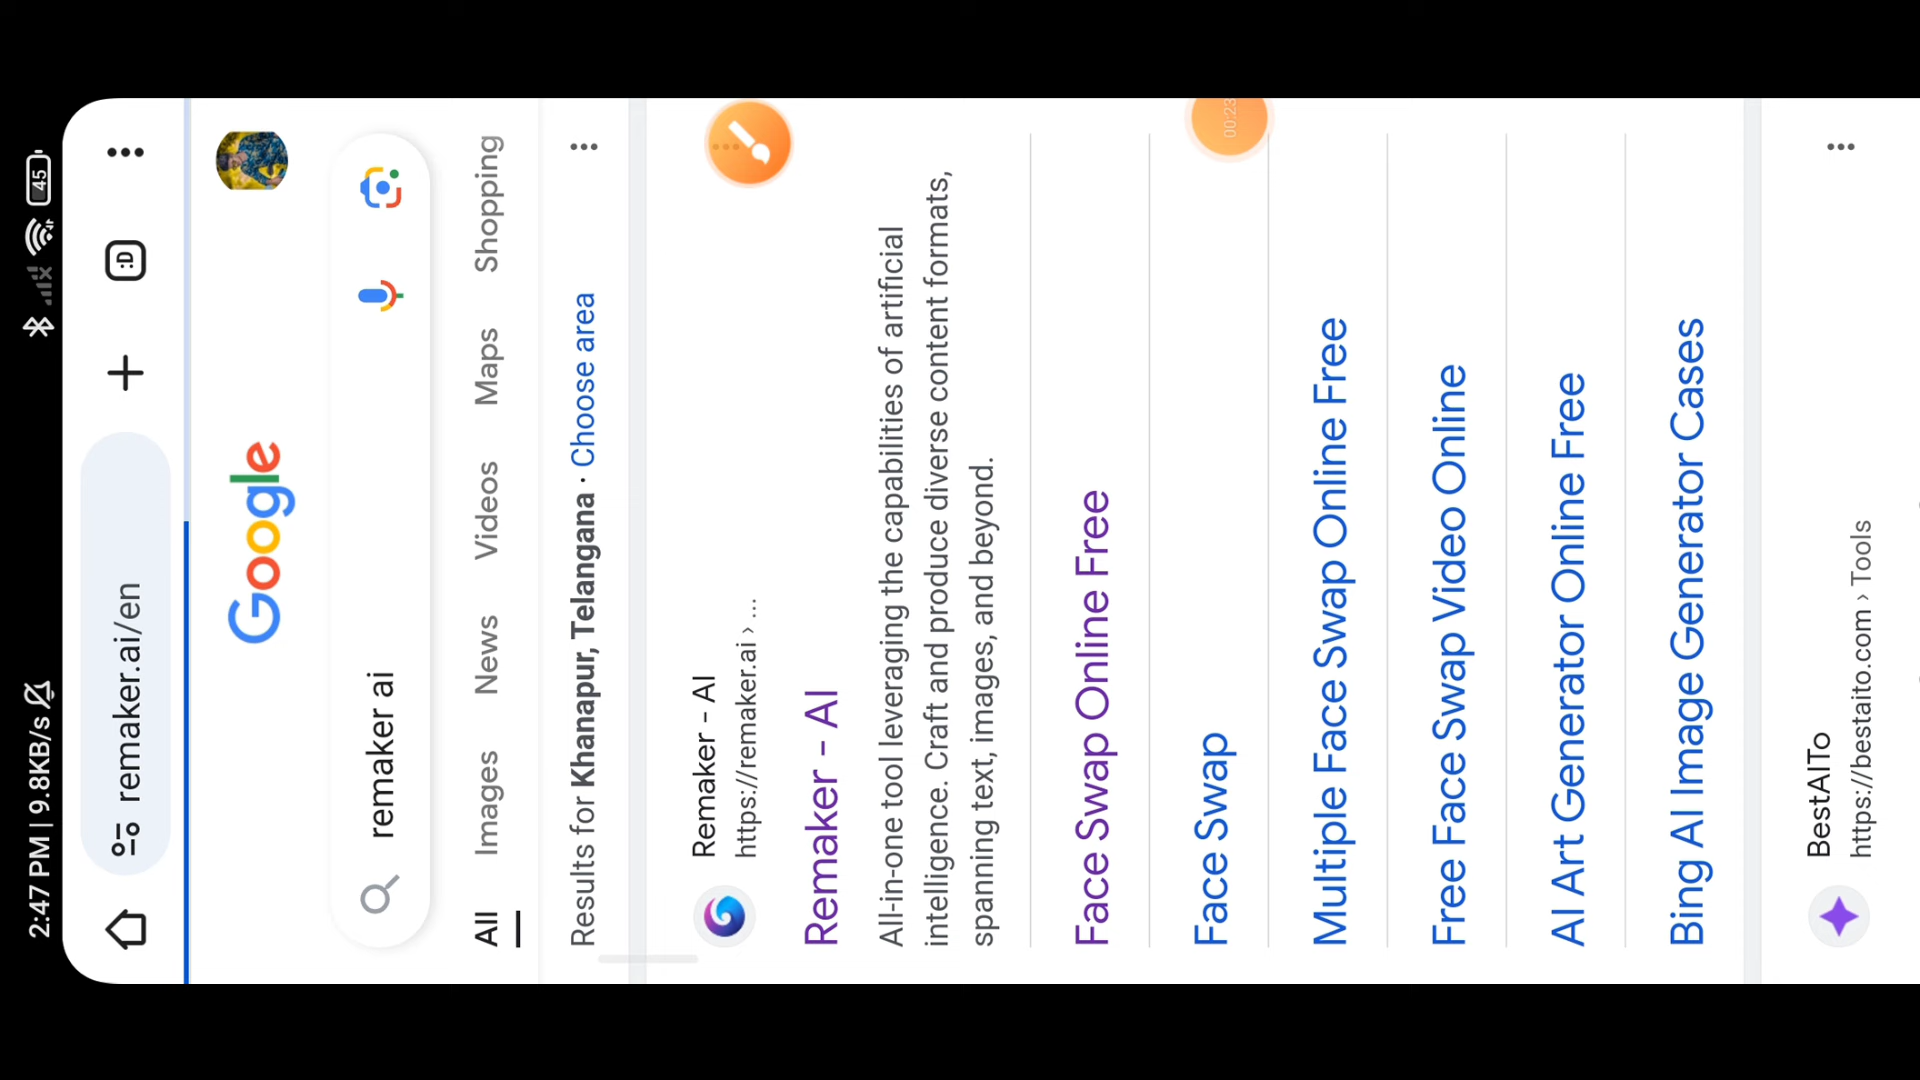 2:47 PM | 9.8KB/s
45
remaker.ai/en
:D
Google
remaker ai
All Images News Videos Maps Shopping
Results for Khanapur, Telangana · Choose area
Remaker - AI
https://remaker.ai › ...
Remaker - AI
All-in-one tool leveraging the capabilities of artificial
intelligence. Craft and produce diverse content formats,
spanning text, images, and beyond.
Face Swap Online Free
Face Swap
00:23
Multiple Face Swap Online Free
Free Face Swap Video Online
AI Art Generator Online Free
Bing AI Image Generator Cases
BestAITo
https://bestaito.com › Tools